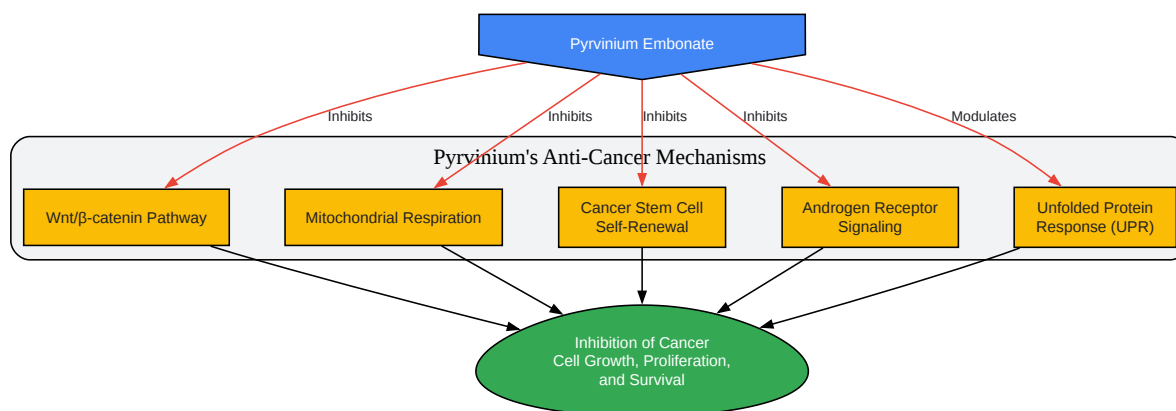 Pyrvinium Embonate
Inhibits
Inhibits
Inhibits
Inhibits
Modulates
Pyrvinium's Anti-Cancer Mechanisms
Wnt/β-catenin Pathway
Mitochondrial Respiration
Cancer Stem Cell
Self-Renewal
Androgen Receptor
Signaling
Unfolded Protein
Response (UPR)
Inhibition of Cancer
Cell Growth, Proliferation,
and Survival